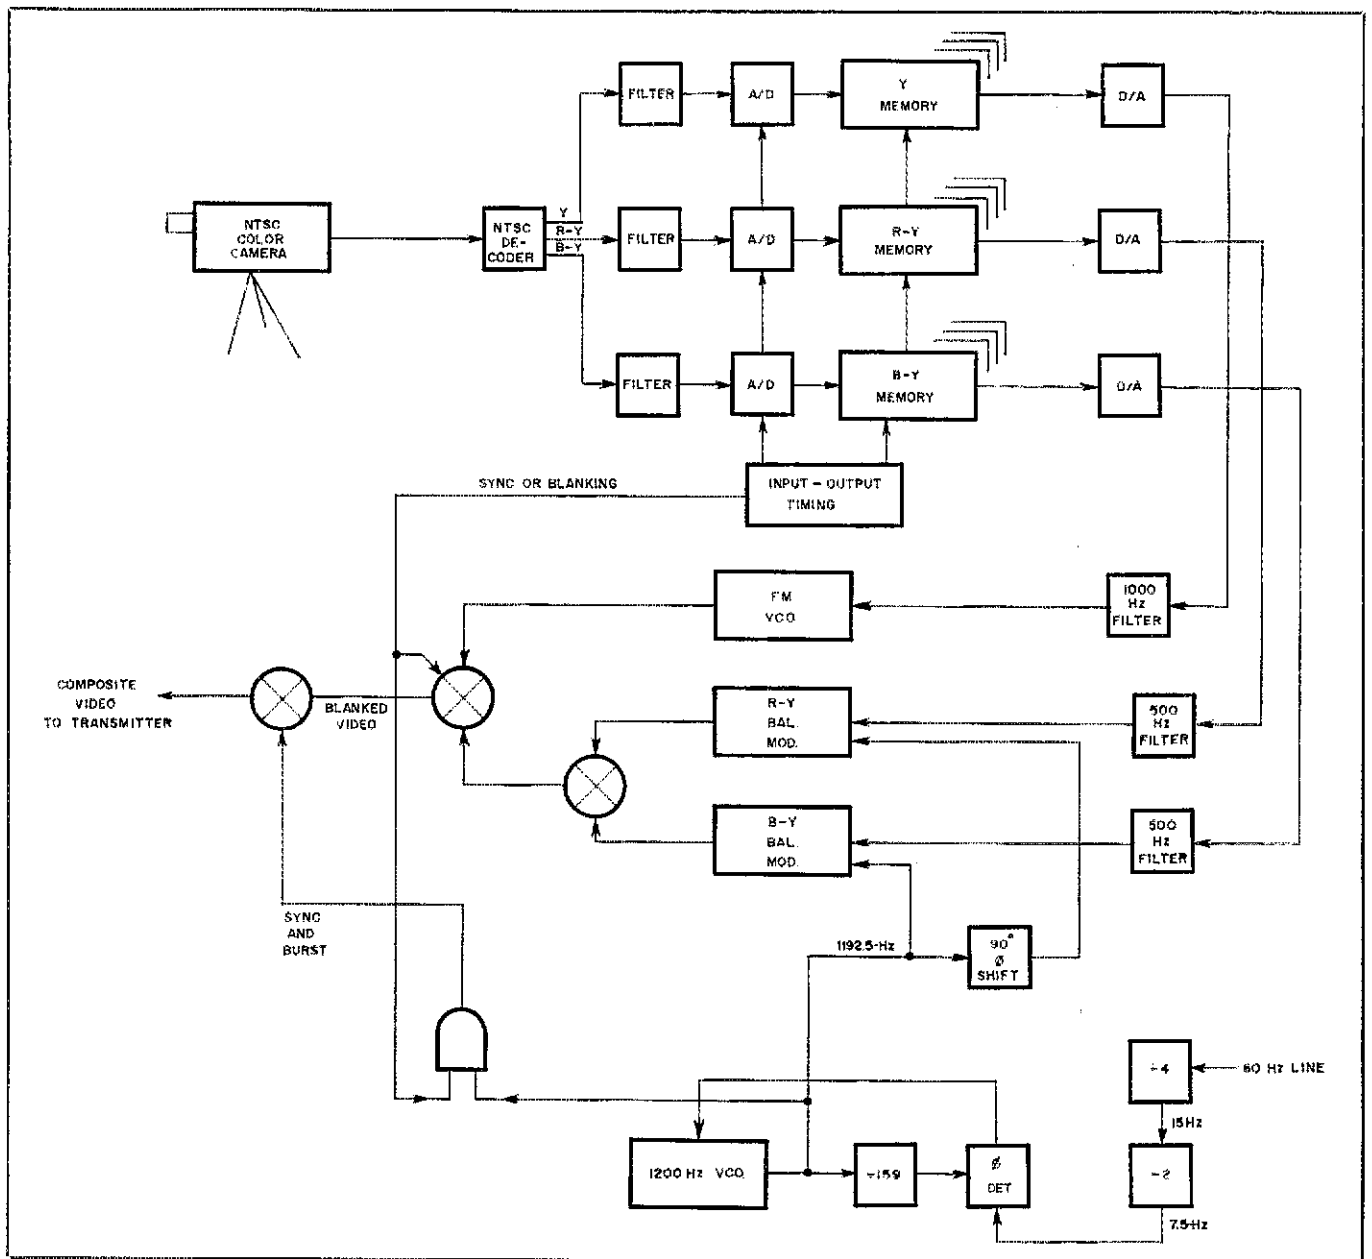 FILTER
A/D
Y
MEMORY
D/A
NTSC
COLOR
CAMERA
NTSC
DE-
CODER
Y
R-Y
B-Y
FILTER
A/D
R-Y
MEMORY
D/A
FILTER
A/D
B-Y
MEMORY
D/A
SYNC OR BLANKING
INPUT - OUTPUT
TIMING
FM
VCO
1000
Hz
FILTER
COMPOSITE
VIDEO
TO TRANSMITTER
BLANKED
VIDEO
R-Y
BAL.
MOD.
500
Hz
FILTER
B-Y
BAL.
MOD.
500
Hz
FILTER
SYNC
AND
BURST
1192.5-Hz
90°
Ø
SHIFT
÷4
60 Hz LINE
15Hz
1200 Hz VCO.
÷159
Ø
DET
÷2
7.5-Hz